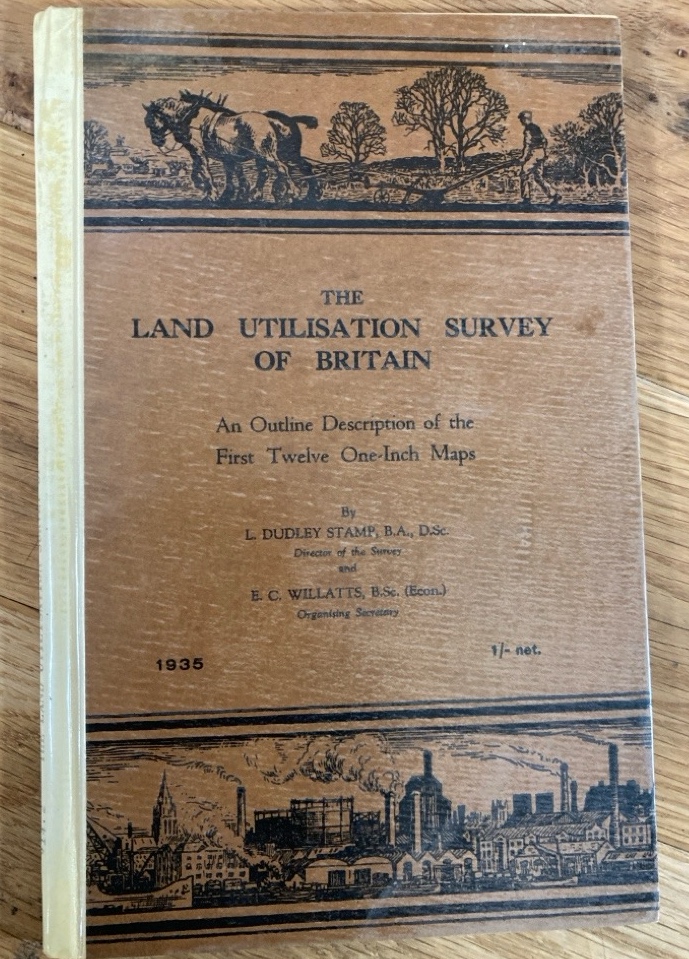 THE
LAND UTILISATION SURVEY
OF BRITAIN
An Outline Description of the
First Twelve One-Inch Maps
By
L. DUDLEY STAMP, B.A., D.Sc.
Director of the Survey
and
E. C. WILLATTS, B.Sc. (Econ.)
Organising Secretary
1935
1/- net.